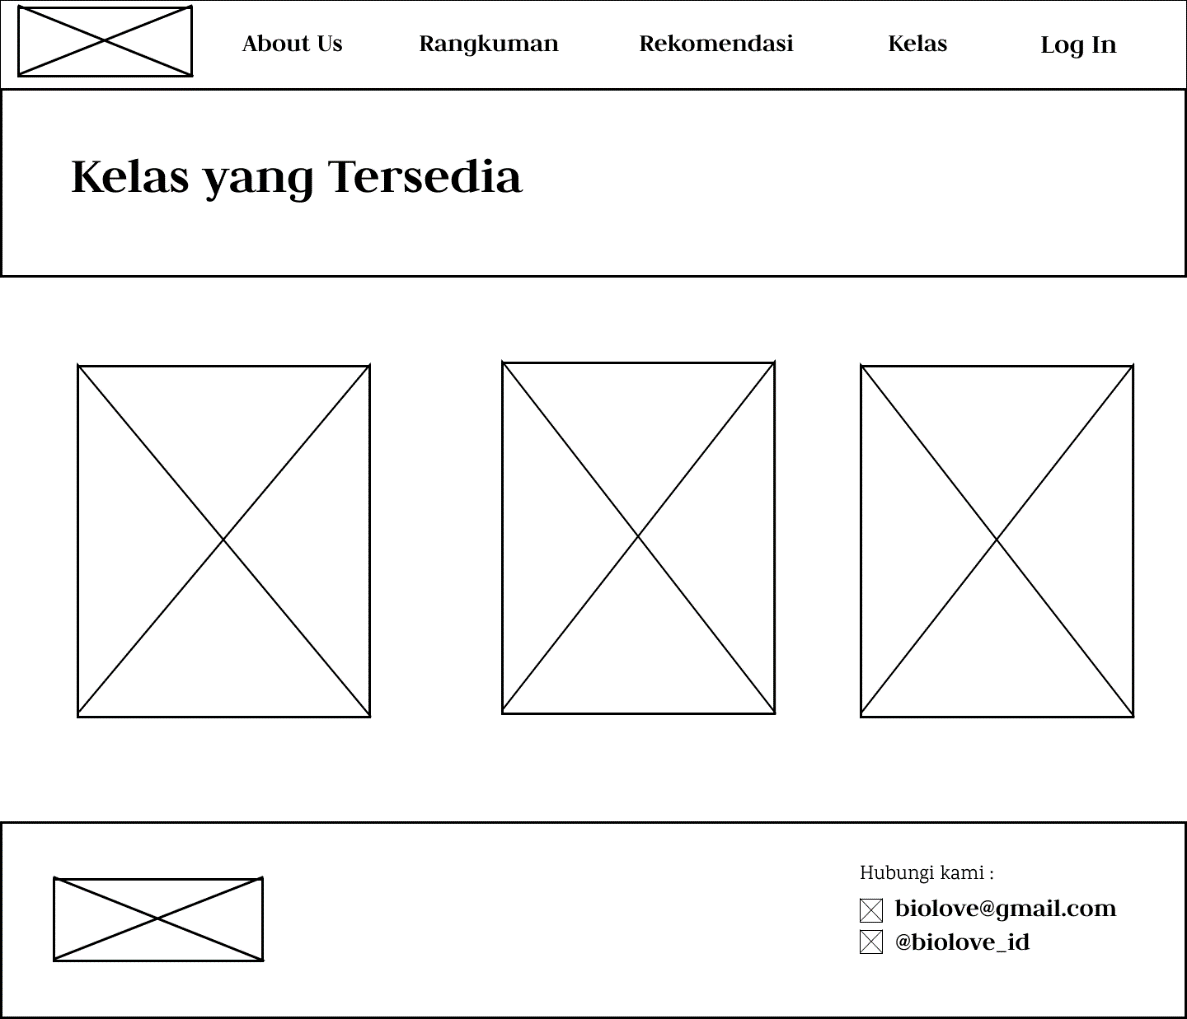 About Us Rangkuman Rekomendasi Kelas Log In
Kelas yang Tersedia
Hubungi kami :
biolove@gmail.com
@biolove_id